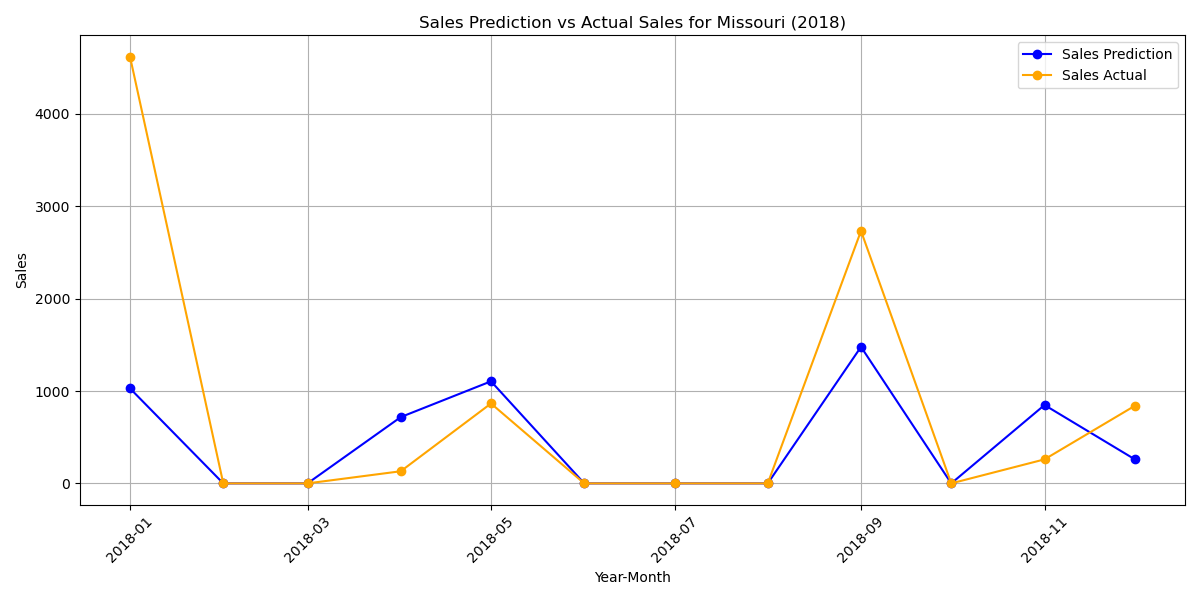 Sales Prediction vs Actual Sales for Missouri (2018)
Sales Prediction
Sales Actual
Sales
4000
3000
2000
1000
0
2018-01
2018-03
2018-05
2018-07
2018-09
2018-11
Year-Month